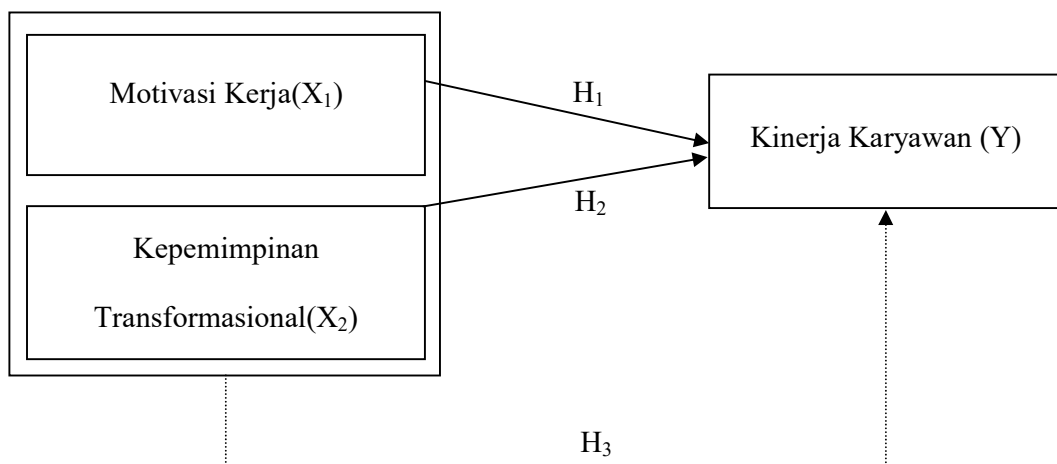 Motivasi Kerja(X₁)
H₁
Kinerja Karyawan (Y)
H₂
Kepemimpinan
Transformasional(X₂)
H₃